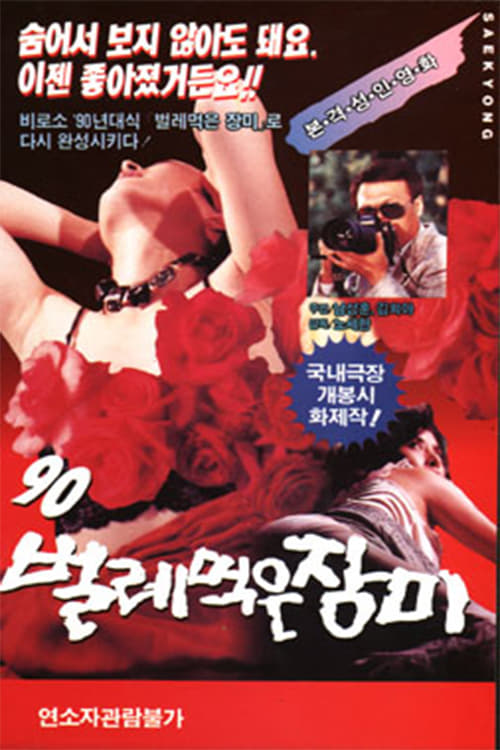 숨어서 보지 않아도 돼요.
이젠 좋아졌거든요!!
비로소 '90년대식 「벌레먹은 장미」로
다시 완성시키다!
본·격·성·인·영·화
SAEKYONG
국내극장
개봉시
화제작!
90
벌레먹은장미
연소자관람불가